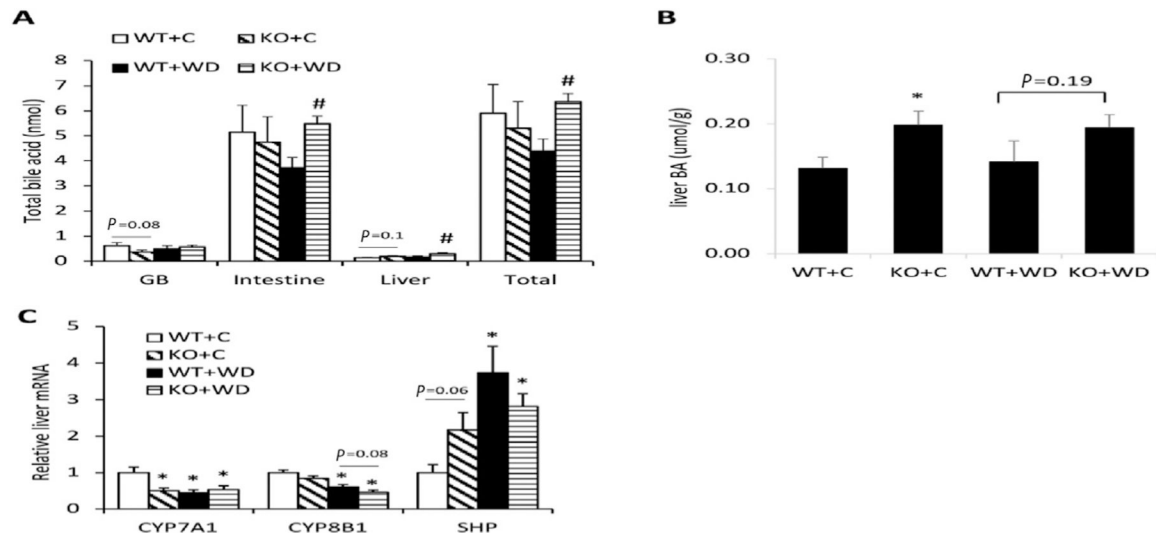 A
WT+C KO+C
WT+WD KO+WD
Total bile acid (nmol)
8
7
6
5
4
3
2
1
0
P=0.08
P=0.1
#
#
#
GB Intestine Liver Total
B
liver BA (umol/g)
0.30
0.20
0.10
0.00
*
P=0.19
WT+C KO+C WT+WD KO+WD
C
WT+C
KO+C
WT+WD
KO+WD
Relative liver mRNA
5
4
3
2
1
0
* * *
P=0.08
* *
P=0.06
*
*
CYP7A1 CYP8B1 SHP